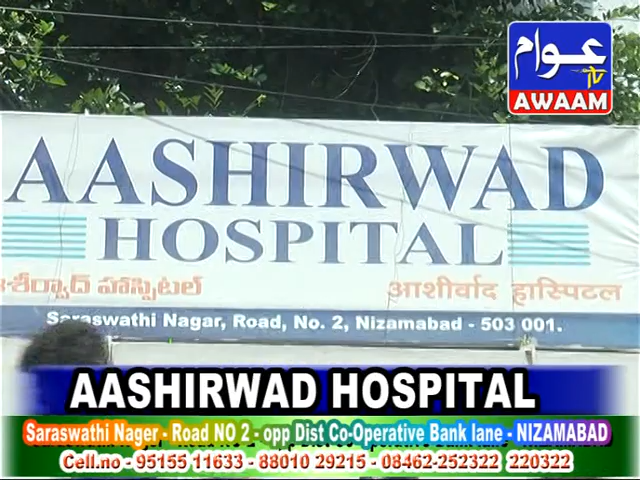 عوام
TV
AWAAM
AASHIRWAD
HOSPITAL
ఆశీర్వాద్ హాస్పిటల్ आशीर्वाद हास्पिटल
Saraswathi Nagar, Road, No. 2, Nizamabad - 503 001.
AASHIRWAD HOSPITAL
Saraswathi Nager - Road NO 2 - opp Dist Co-Operative Bank lane - NIZAMABAD
Cell.no - 95155 11633 - 88010 29215 - 08462-252322 220322